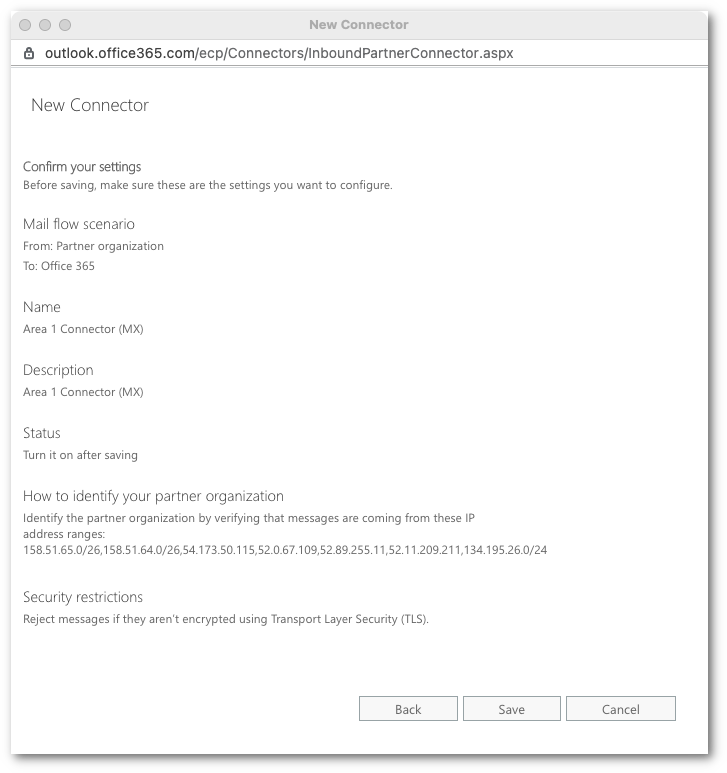 New Connector
outlook.office365.com/ecp/Connectors/InboundPartnerConnector.aspx
New Connector
Confirm your settings
Before saving, make sure these are the settings you want to configure.
Mail flow scenario
From: Partner organization
To: Office 365
Name
Area 1 Connector (MX)
Description
Area 1 Connector (MX)
Status
Turn it on after saving
How to identify your partner organization
Identify the partner organization by verifying that messages are coming from these IP
address ranges:
158.51.65.0/26,158.51.64.0/26,54.173.50.115,52.0.67.109,52.89.255.11,52.11.209.211,134.195.26.0/24
Security restrictions
Reject messages if they aren't encrypted using Transport Layer Security (TLS).
Back Save Cancel